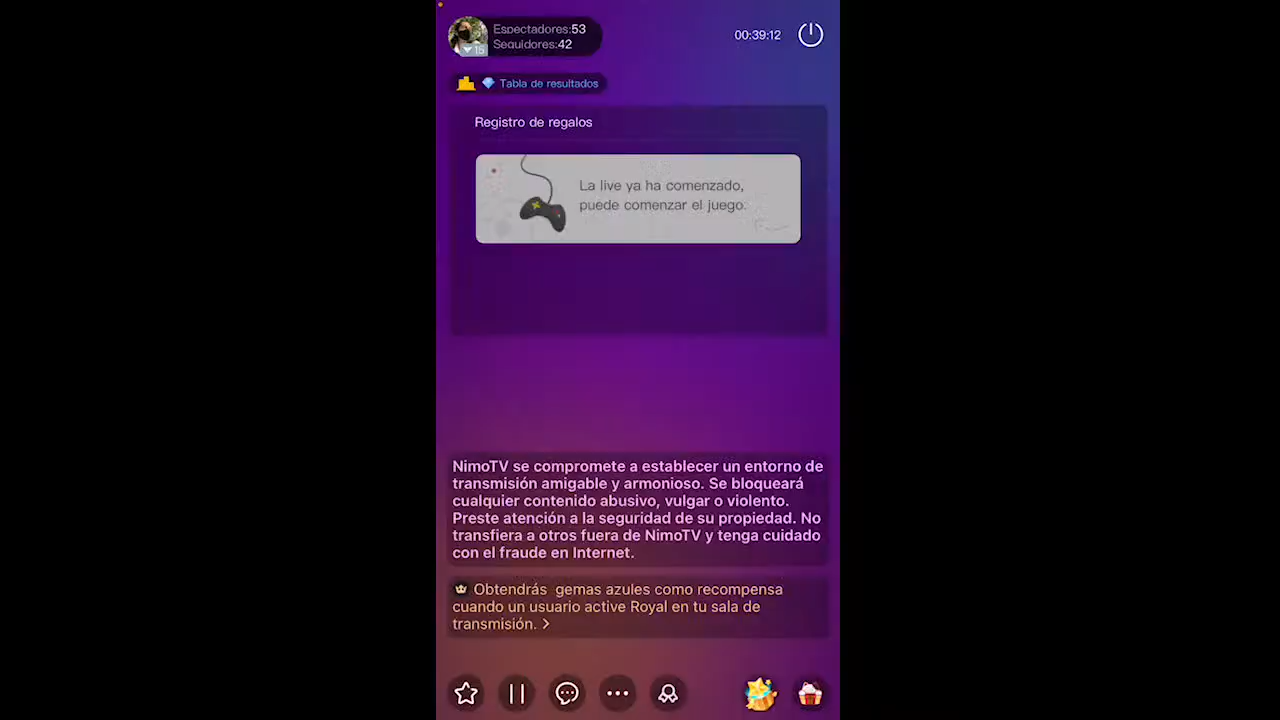 Espectadores:53
Seguidores:42
15
00:39:12
Tabla de resultados
Registro de regalos
La live ya ha comenzado,
puede comenzar el juego.
NimoTV se compromete a establecer un entorno de
transmisión amigable y armonioso. Se bloqueará
cualquier contenido abusivo, vulgar o violento.
Preste atención a la seguridad de su propiedad. No
transfiera a otros fuera de NimoTV y tenga cuidado
con el fraude en Internet.
Obtendrás gemas azules como recompensa
cuando un usuario active Royal en tu sala de
transmisión. >